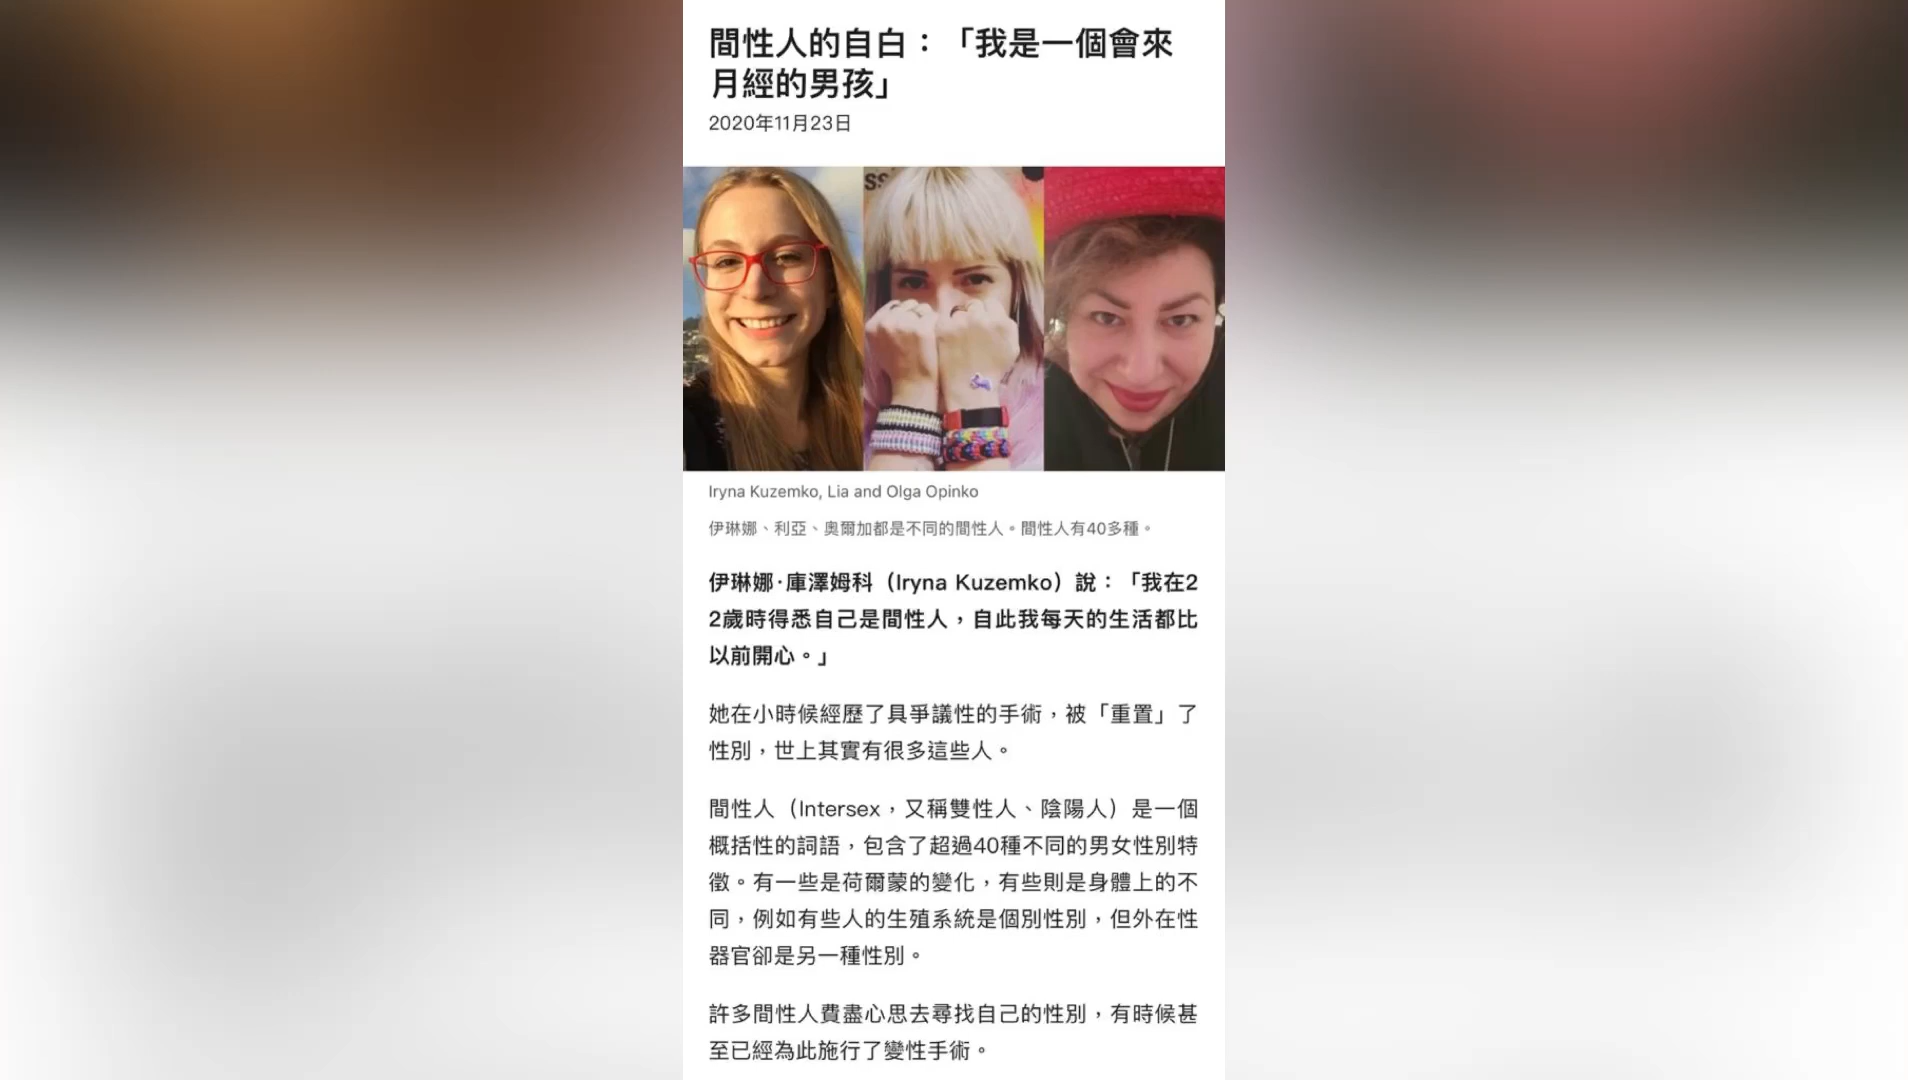 間性人的自白：「我是一個會來
月經的男孩」
2020年11月23日
ss
Iryna Kuzemko, Lia and Olga Opinko
伊琳娜、利亞、奧爾加都是不同的間性人。間性人有40多種。
伊琳娜·庫澤姆科（Iryna Kuzemko）說：「我在2
2歲時得悉自己是間性人，自此我每天的生活都比
以前開心。」
她在小時候經歷了具爭議性的手術，被「重置」了
性別，世上其實有很多這些人。
間性人（Intersex，又稱雙性人、陰陽人）是一個
概括性的詞語，包含了超過40種不同的男女性別特
徵。有一些是荷爾蒙的變化，有些則是身體上的不
同，例如有些人的生殖系統是個別性別，但外在性
器官卻是另一種性別。
許多間性人費盡心思去尋找自己的性別，有時候甚
至已經為此施行了變性手術。